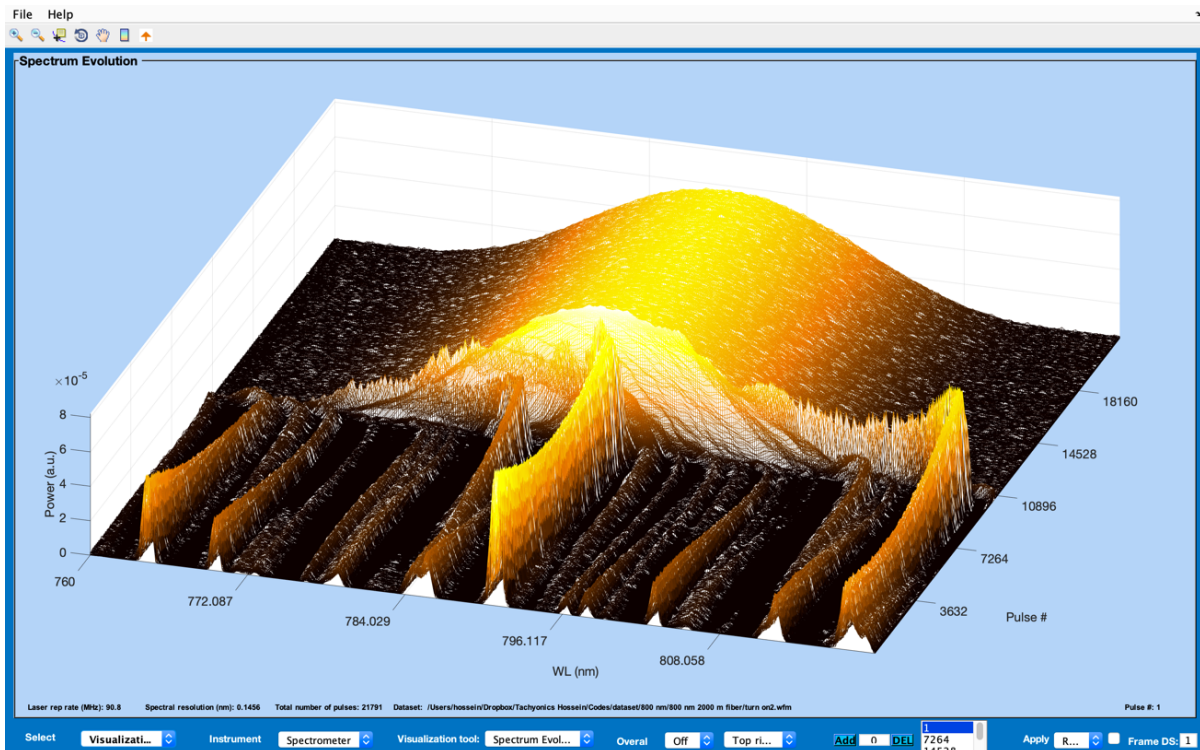 File Help
Spectrum Evolution
×10-5
8
6
4
2
0
Power (a.u.)
760
772.087
784.029
796.117
808.058
WL (nm)
18160
14528
10896
7264
3632
Pulse #
Laser rep rate (MHz): 90.8 Spectral resolution (nm): 0.1456 Total number of pulses: 21791 Dataset: /Users/hossein/Dropbox/Tachyonics Hossein/Codes/dataset/800 nm/800 nm 2000 m fiber/turn on2.wfm Pulse #: 1
Select Visualizati... Instrument Spectrometer Visualization tool: Spectrum Evol... Overal Off Top ri... Add 0 DEL 1 Apply R... Frame DS: 1
7264
14528